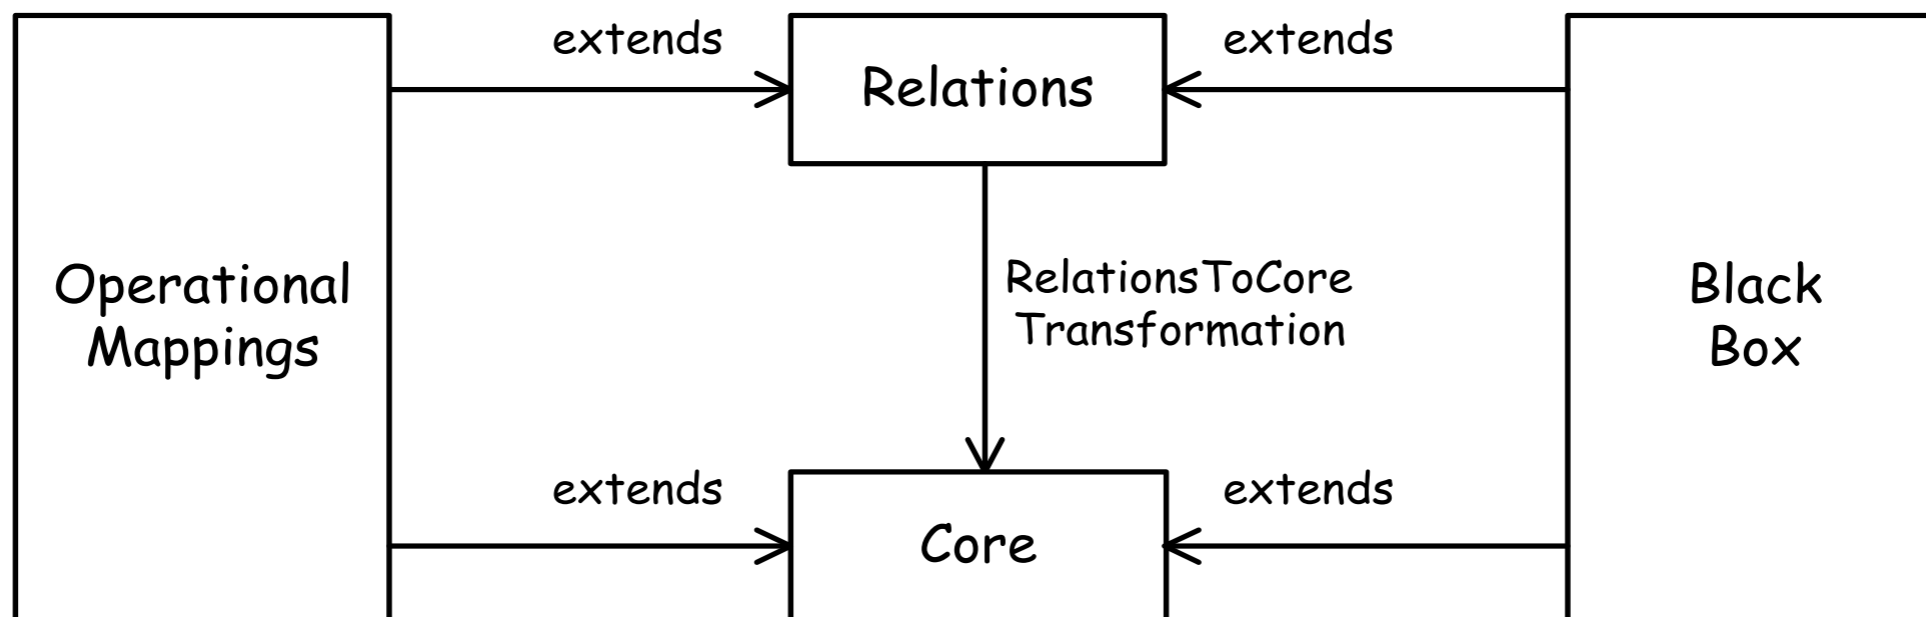 extends
extends
Relations
Operational
Mappings
RelationsToCore
Transformation
Black
Box
extends
extends
Core